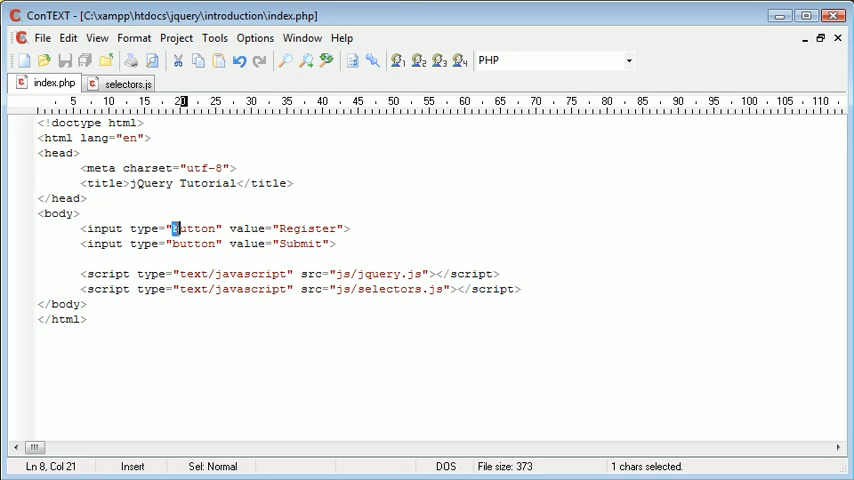 ConTEXT - [C:\xampp\htdocs\jquery\introduction\index.php]
File Edit View Format Project Tools Options Window Help
1 2 3 4 PHP
index.php selectors.js
5 10 15 20 25 30 35 40 45 50 55 60 65 70 75 80 85 90 95 100 105 110
<!doctype html>
<html lang="en">
<head>
<meta charset="utf-8">
<title>jQuery Tutorial</title>
</head>
<body>
<input type="button" value="Register">
<input type="button" value="Submit">
<script type="text/javascript" src="js/jquery.js"></script>
<script type="text/javascript" src="js/selectors.js"></script>
</body>
</html>
Ln 8, Col 21 Insert Sel: Normal DOS File size: 373 1 chars selected.